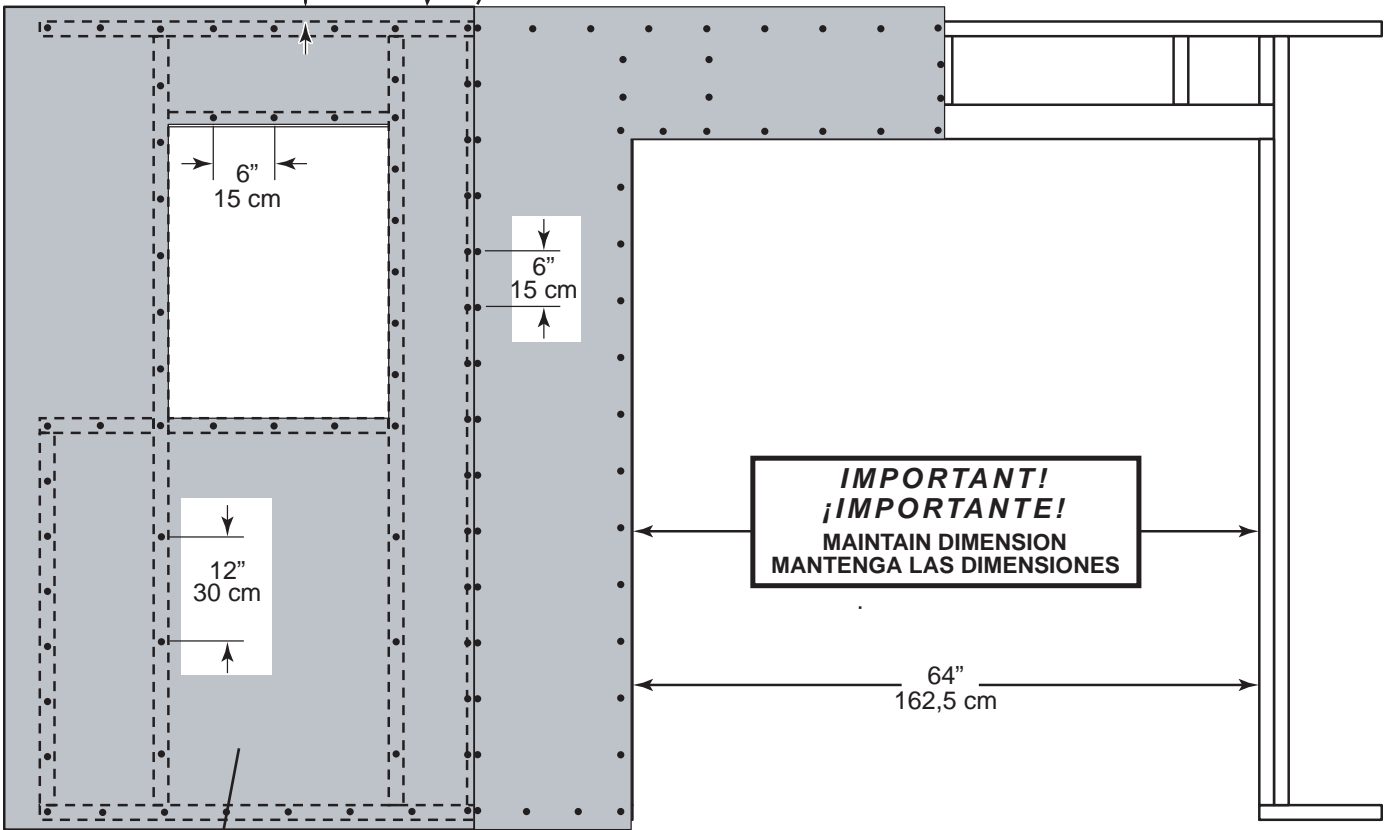 6”
15 cm
6”
15 cm
IMPORTANT!
¡IMPORTANTE!
MAINTAIN DIMENSION
MANTENGA LAS DIMENSIONES
12”
30 cm
64”
162,5 cm